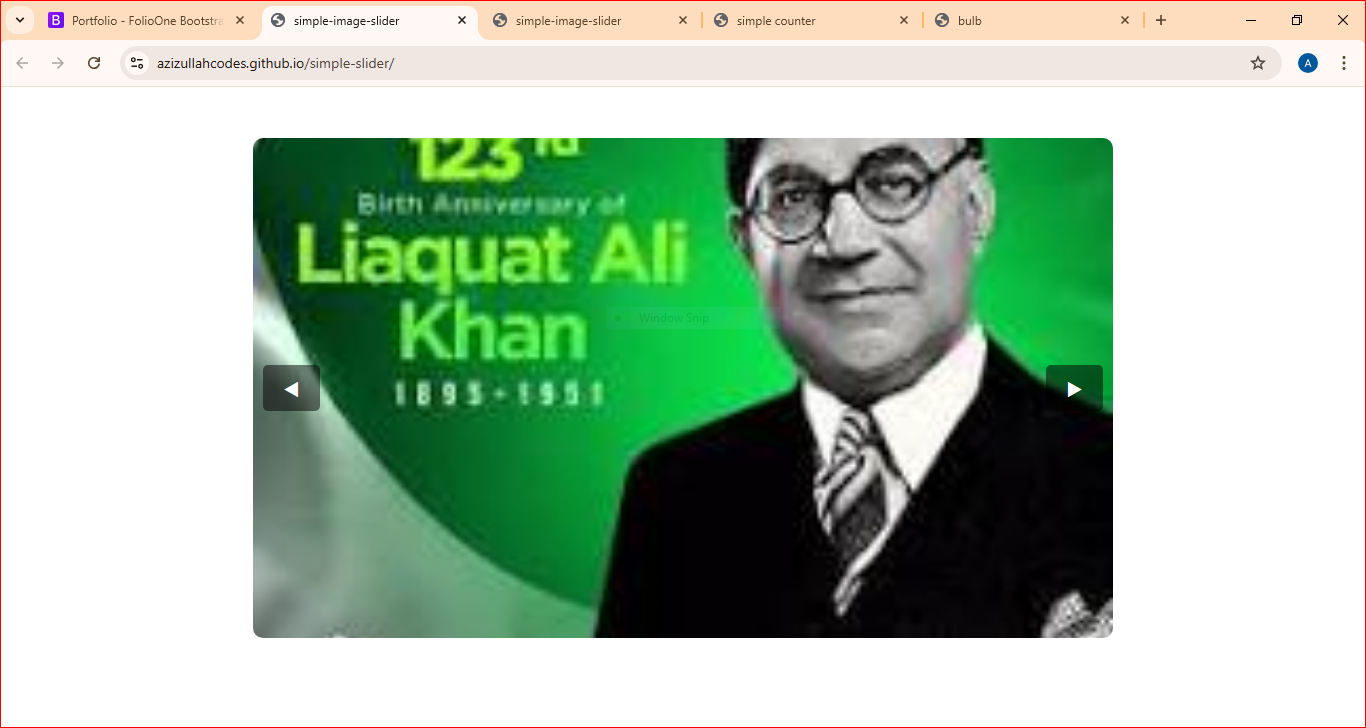 Portfolio - FolioOne Bootstra
simple-image-slider
simple-image-slider
simple counter
bulb
azizullahcodes.github.io/simple-slider/
A
123rd
Birth Anniversary of
Liaquat Ali
Khan
1895-1951
Window Snip